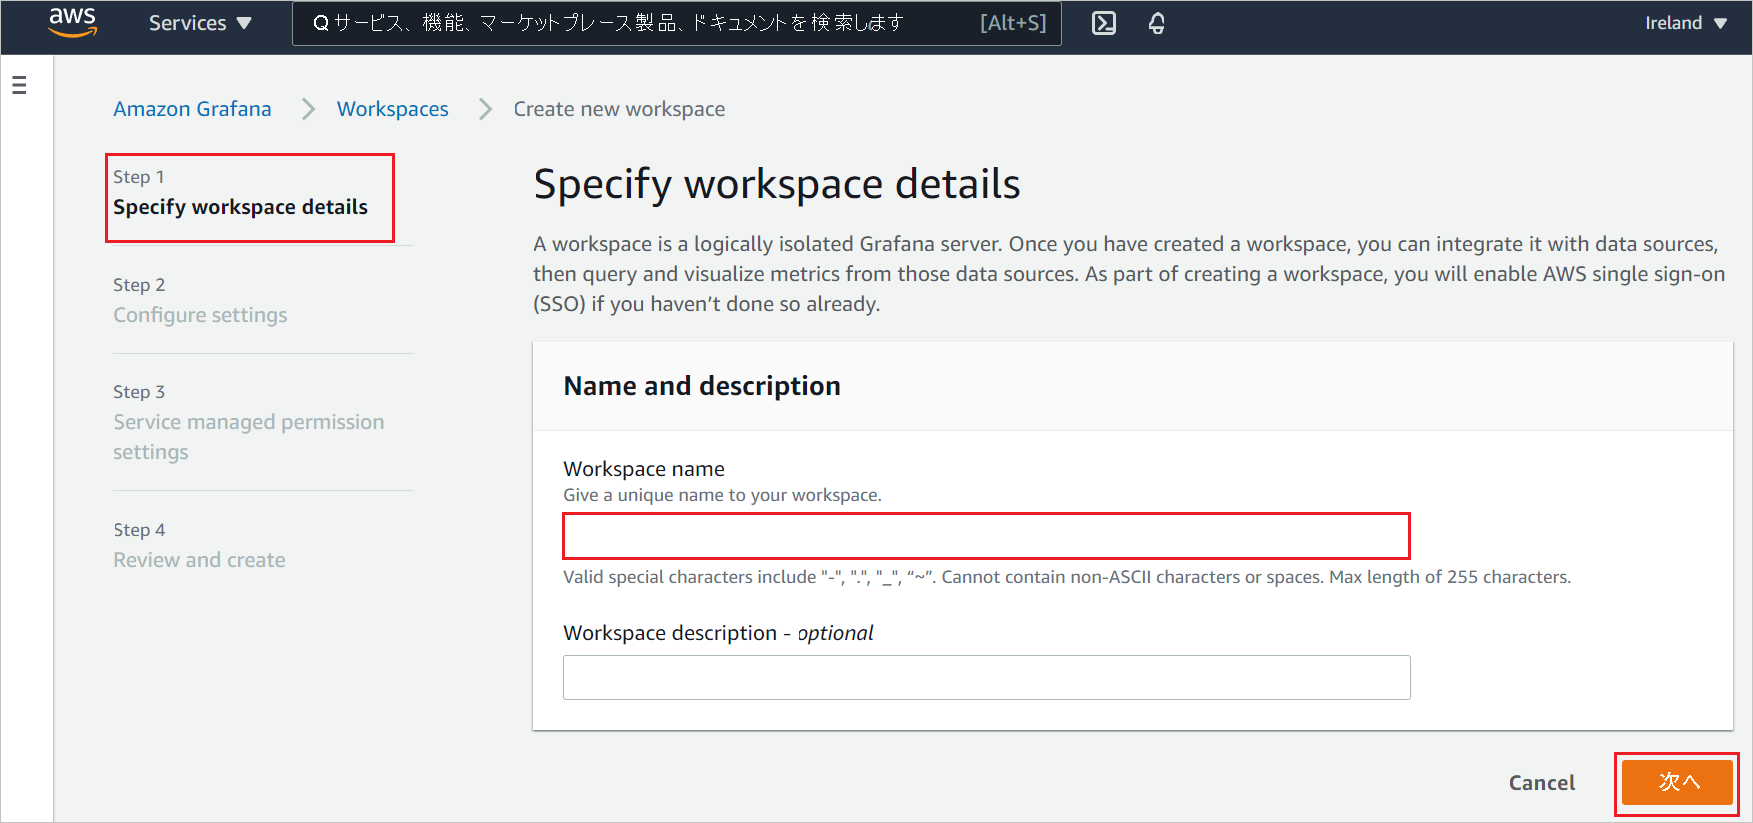 aws Services サービス、機能、マーケットプレース製品、ドキュメントを検索します [Alt+S] Ireland
Amazon Grafana Workspaces Create new workspace
Step 1
Specify workspace details
Step 2
Configure settings
Step 3
Service managed permission
settings
Step 4
Review and create
Specify workspace details
A workspace is a logically isolated Grafana server. Once you have created a workspace, you can integrate it with data sources,
then query and visualize metrics from those data sources. As part of creating a workspace, you will enable AWS single sign-on
(SSO) if you haven’t done so already.
Name and description
Workspace name
Give a unique name to your workspace.
Valid special characters include "-", ".", "_", “~”. Cannot contain non-ASCII characters or spaces. Max length of 255 characters.
Workspace description - optional
Cancel 次へ